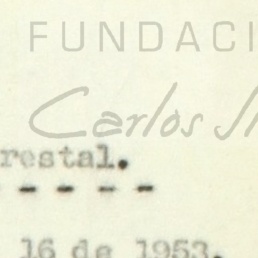 FUNDACI
Carlos
restal.
- - - - -
16 de 1953.